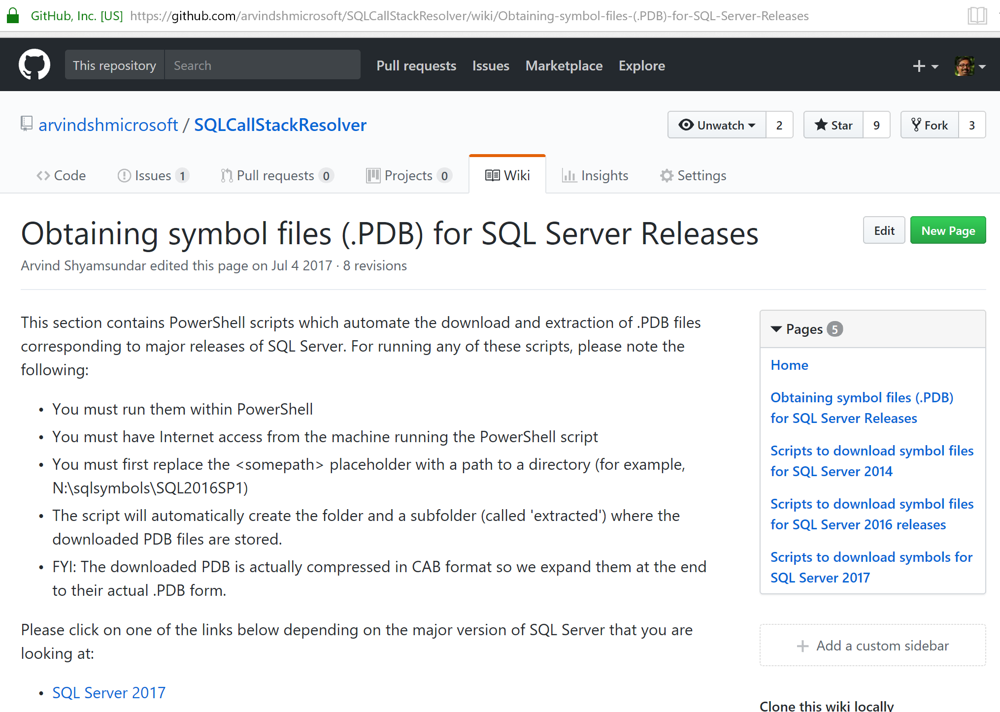 GitHub, Inc. [US] https://github.com/arvindshmicrosoft/SQLCallStackResolver/wiki/Obtaining-symbol-files-(.PDB)-for-SQL-Server-Releases
This repository Search Pull requests Issues Marketplace Explore
arvindshmicrosoft / SQLCallStackResolver Unwatch 2 Star 9 Fork 3
Code Issues 1 Pull requests 0 Projects 0 Wiki Insights Settings
Obtaining symbol files (.PDB) for SQL Server Releases Edit New Page
Arvind Shyamsundar edited this page on Jul 4 2017 · 8 revisions
This section contains PowerShell scripts which automate the download and extraction of .PDB files
corresponding to major releases of SQL Server. For running any of these scripts, please note the
following:
• You must run them within PowerShell
• You must have Internet access from the machine running the PowerShell script
• You must first replace the <somepath> placeholder with a path to a directory (for example,
N:\sqlsymbols\SQL2016SP1)
• The script will automatically create the folder and a subfolder (called 'extracted') where the
downloaded PDB files are stored.
• FYI: The downloaded PDB is actually compressed in CAB format so we expand them at the end
to their actual .PDB form.
Please click on one of the links below depending on the major version of SQL Server that you are
looking at:
• SQL Server 2017
Pages 5
Home
Obtaining symbol files (.PDB)
for SQL Server Releases
Scripts to download symbol files
for SQL Server 2014
Scripts to download symbol files
for SQL Server 2016 releases
Scripts to download symbols for
SQL Server 2017
Add a custom sidebar
Clone this wiki locally